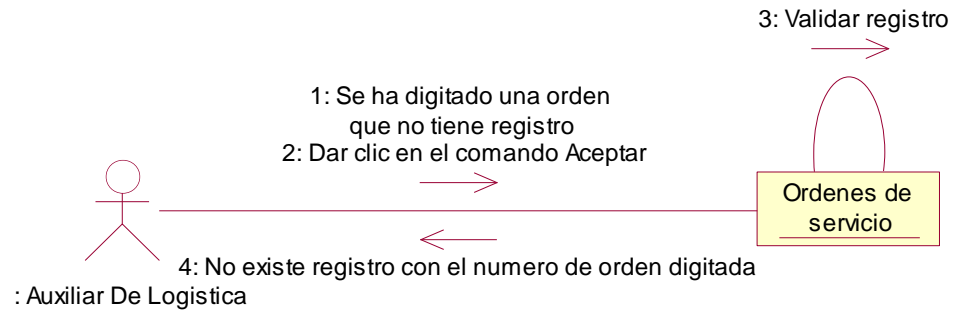 3: Validar registro
1: Se ha digitado una orden
que no tiene registro
2: Dar clic en el comando Aceptar
Ordenes de
servicio
4: No existe registro con el numero de orden digitada
: Auxiliar De Logistica